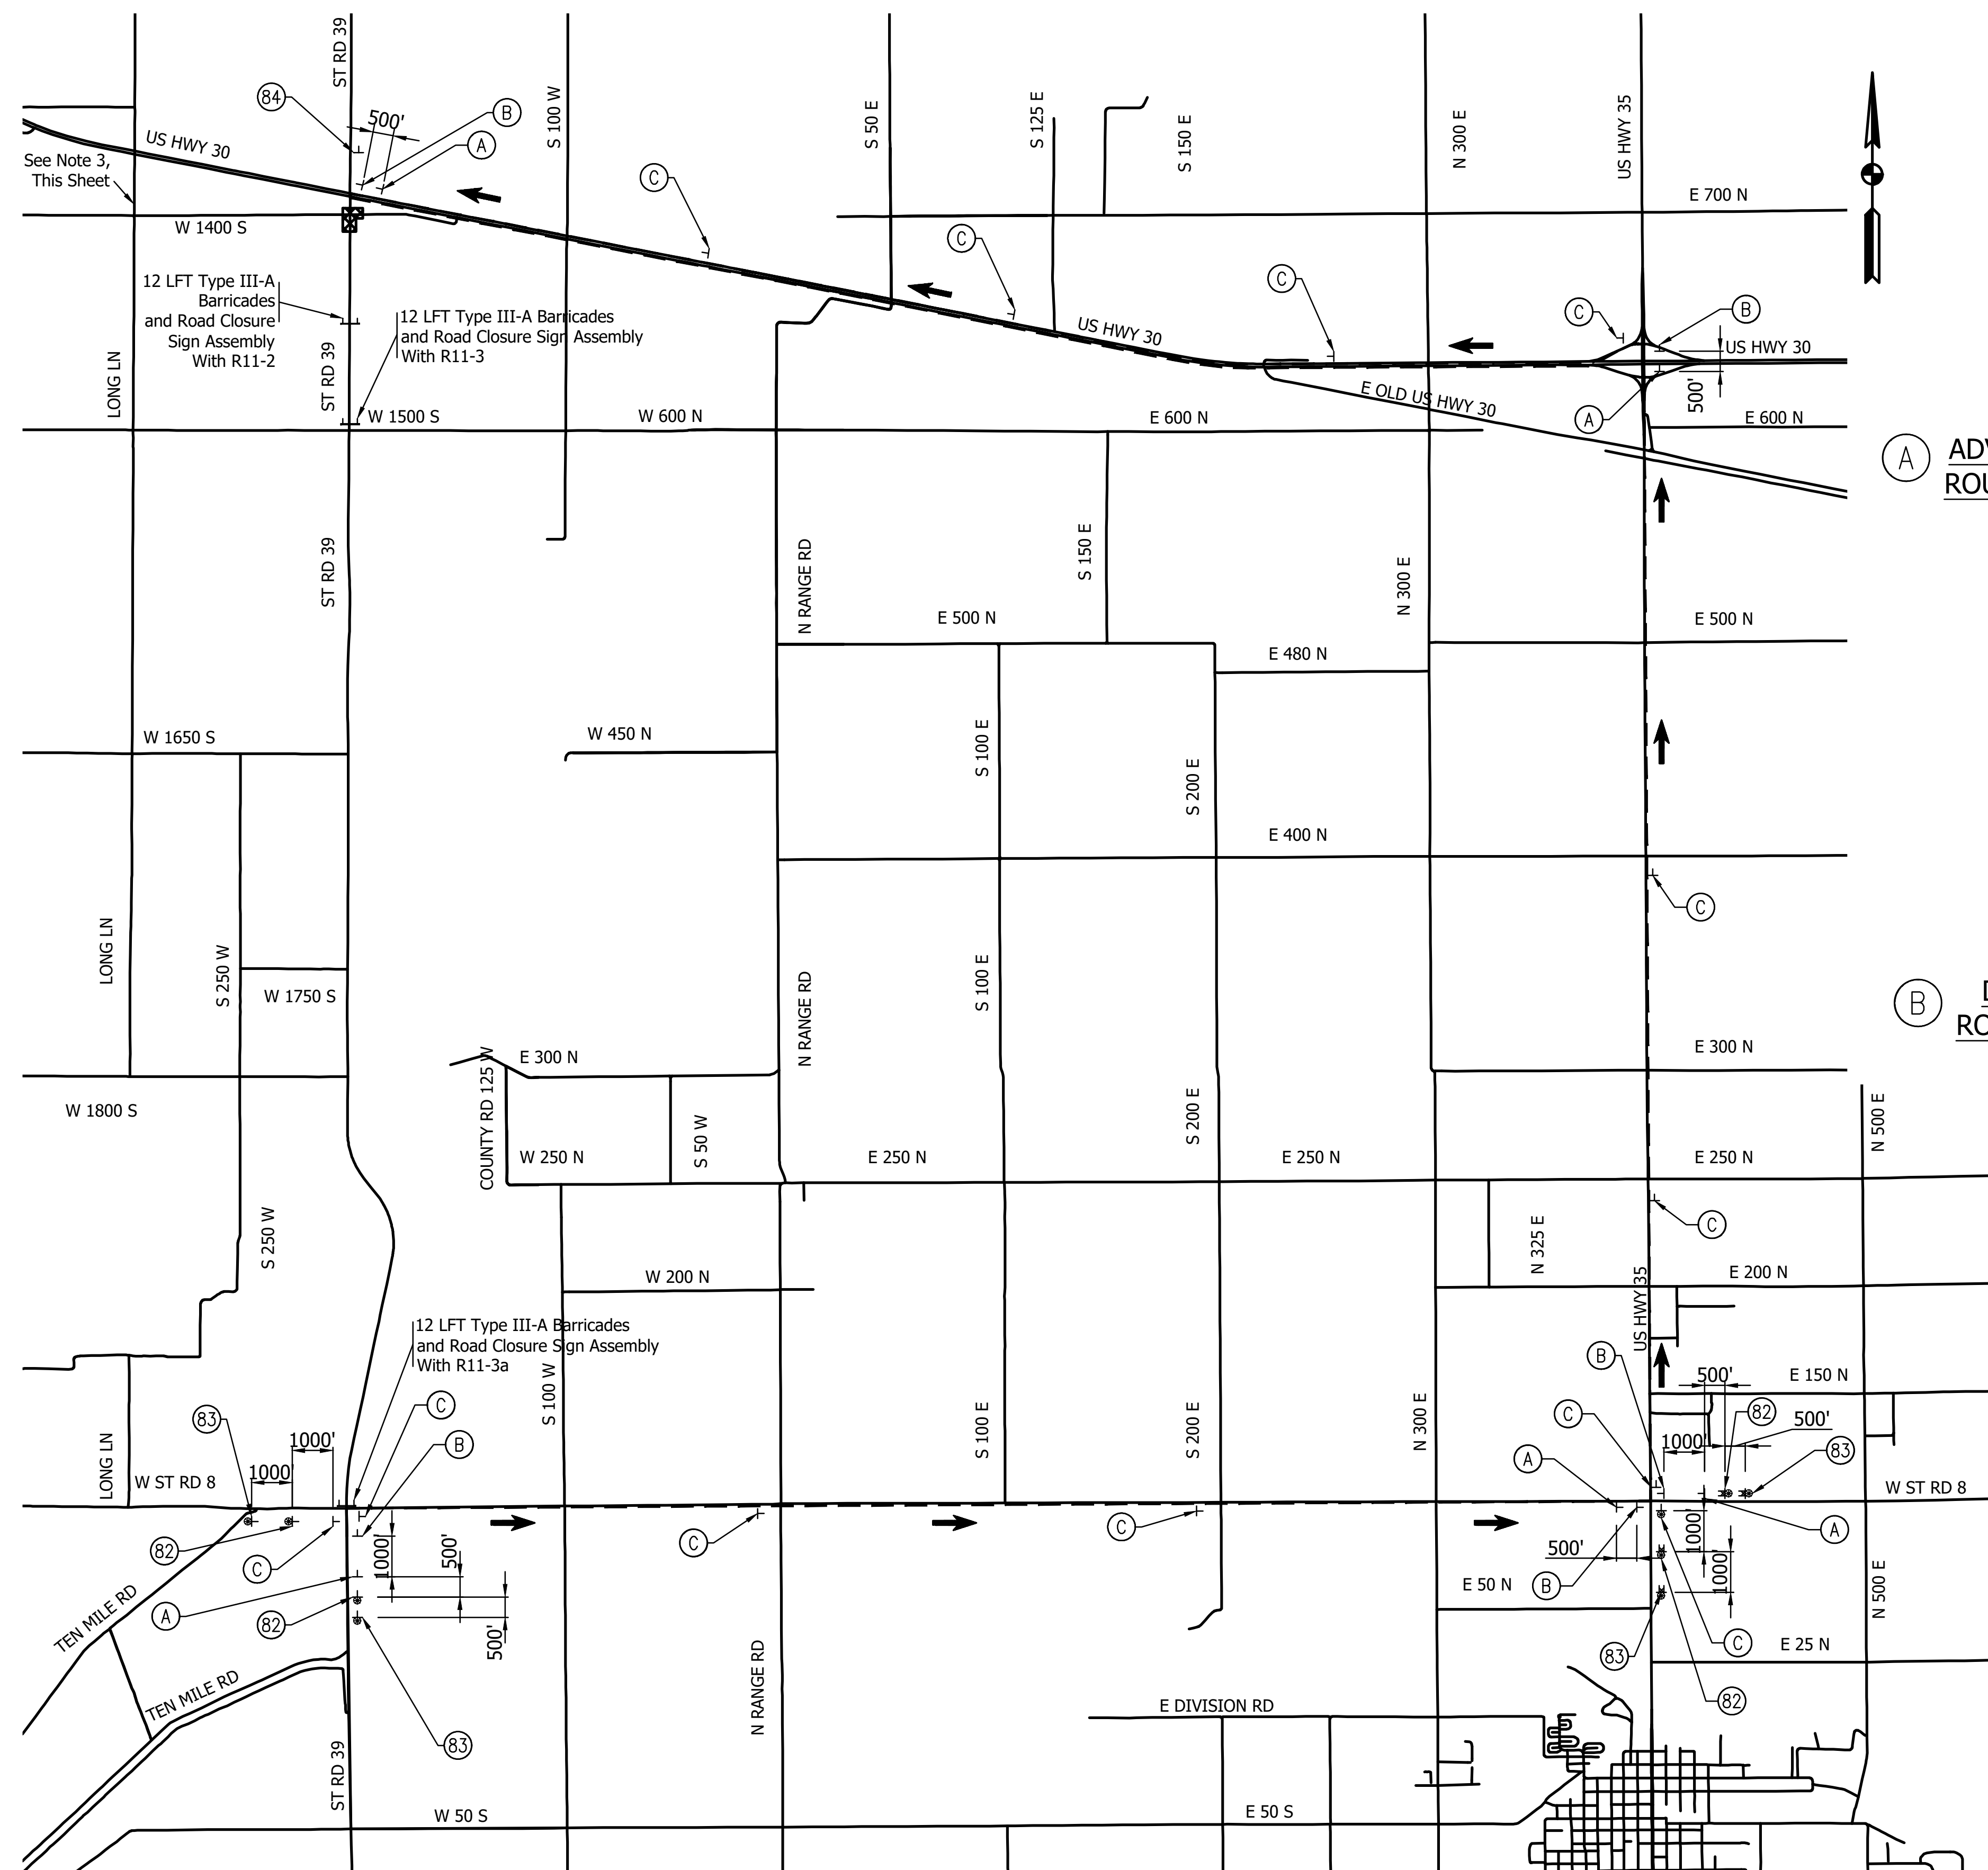 ST RD 39
84
500'
B
A
S 100 W
S 50 E
S 125 E
S 150 E
N 300 E
US HWY 35
US HWY 30
See Note 3,
This Sheet
W 1400 S
C
C
C
E 700 N
C
B
US HWY 30
US HWY 30
500'
A
E 600 N
12 LFT Type III-A
Barricades
and Road Closure
Sign Assembly
With R11-2
12 LFT Type III-A Barricades
and Road Closure Sign Assembly
With R11-3
LONG LN
ST RD 39
W 1500 S
W 600 N
E 600 N
E OLD US HWY 30
A
ADV
ROU
ST RD 39
N RANGE RD
S 150 E
N 300 E
E 500 N
E 500 N
E 480 N
W 1650 S
W 450 N
S 100 E
S 200 E
E 400 N
C
LONG LN
S 250 W
W 1750 S
N RANGE RD
S 100 E
B
RO
E 300 N
E 300 N
W 1800 S
COUNTY RD 125 W
S 50 W
S 200 E
N 500 E
W 250 N
E 250 N
E 250 N
E 250 N
S 250 W
C
N 325 E
W 200 N
E 200 N
US HWY 35
12 LFT Type III-A Barricades
and Road Closure Sign Assembly
With R11-3a
B
500'
E 150 N
83
C
S 100 W
S 100 E
S 200 E
N 300 E
C
82
500'
1000'
B
1000'
83
1000'
A
LONG LN
W ST RD 8
W ST RD 8
82
C
1000'
500'
C
C
500'
1000'
1000'
A
A
82
500'
E 50 N
B
N 500 E
TEN MILE RD
TEN MILE RD
83
C
E 25 N
82
N RANGE RD
E DIVISION RD
83
ST RD 39
W 50 S
E 50 S